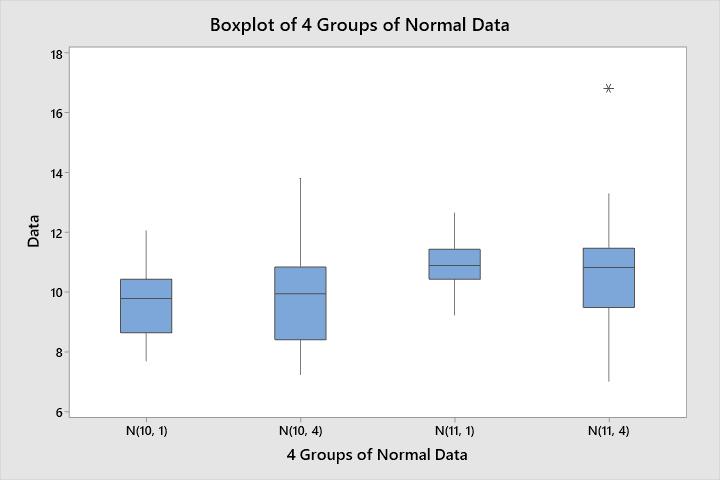 Boxplot of 4 Groups of Normal Data
18
16
14
12
10
8
6
Data
N(10, 1) N(10, 4) N(11, 1) N(11, 4)
4 Groups of Normal Data